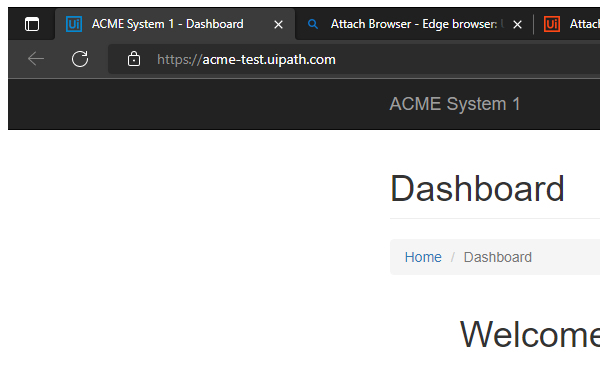 Ui ACME System 1 - Dashboard Attach Browser - Edge browser: Ui Attac
https://acme-test.uipath.com
ACME System 1
Dashboard
Home / Dashboard
Welcome